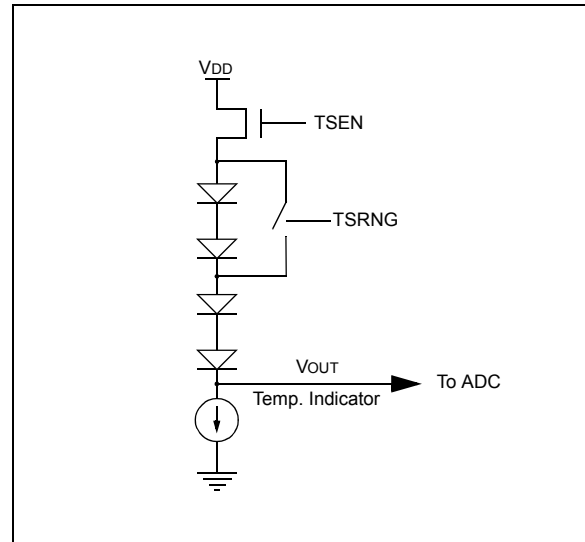 VDD
TSEN
TSRNG
VOUT
To ADC
Temp. Indicator